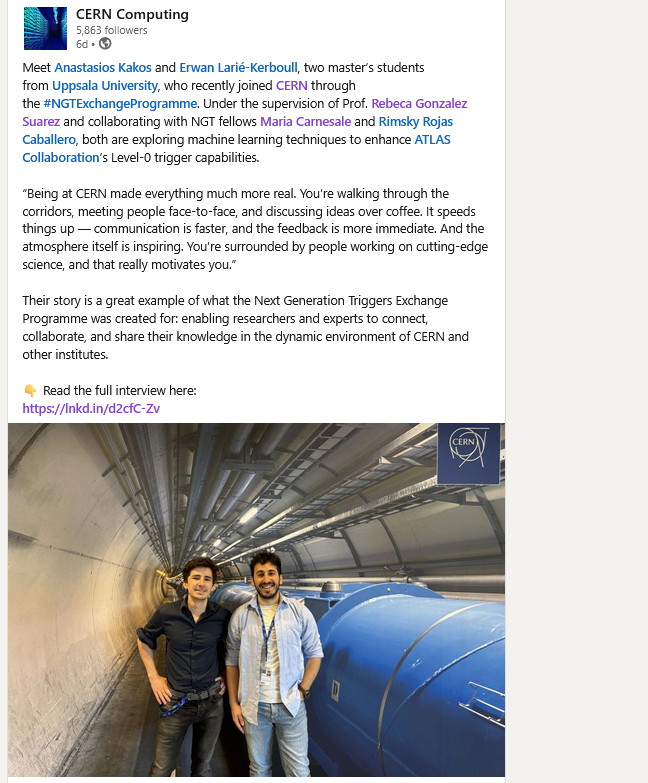 CERN Computing
5,863 followers
6d •
Meet Anastasios Kakos and Erwan Larié-Kerboull, two master’s students
from Uppsala University, who recently joined CERN through
the #NGTExchangeProgramme. Under the supervision of Prof. Rebeca Gonzalez
Suarez and collaborating with NGT fellows Maria Carnesale and Rimsky Rojas
Caballero, both are exploring machine learning techniques to enhance ATLAS
Collaboration’s Level-0 trigger capabilities.
“Being at CERN made everything much more real. You’re walking through the
corridors, meeting people face-to-face, and discussing ideas over coffee. It speeds
things up — communication is faster, and the feedback is more immediate. And the
atmosphere itself is inspiring. You’re surrounded by people working on cutting-edge
science, and that really motivates you.”
Their story is a great example of what the Next Generation Triggers Exchange
Programme was created for: enabling researchers and experts to connect,
collaborate, and share their knowledge in the dynamic environment of CERN and
other institutes.
👇 Read the full interview here:
https://lnkd.in/d2cfC-Zv
CERN